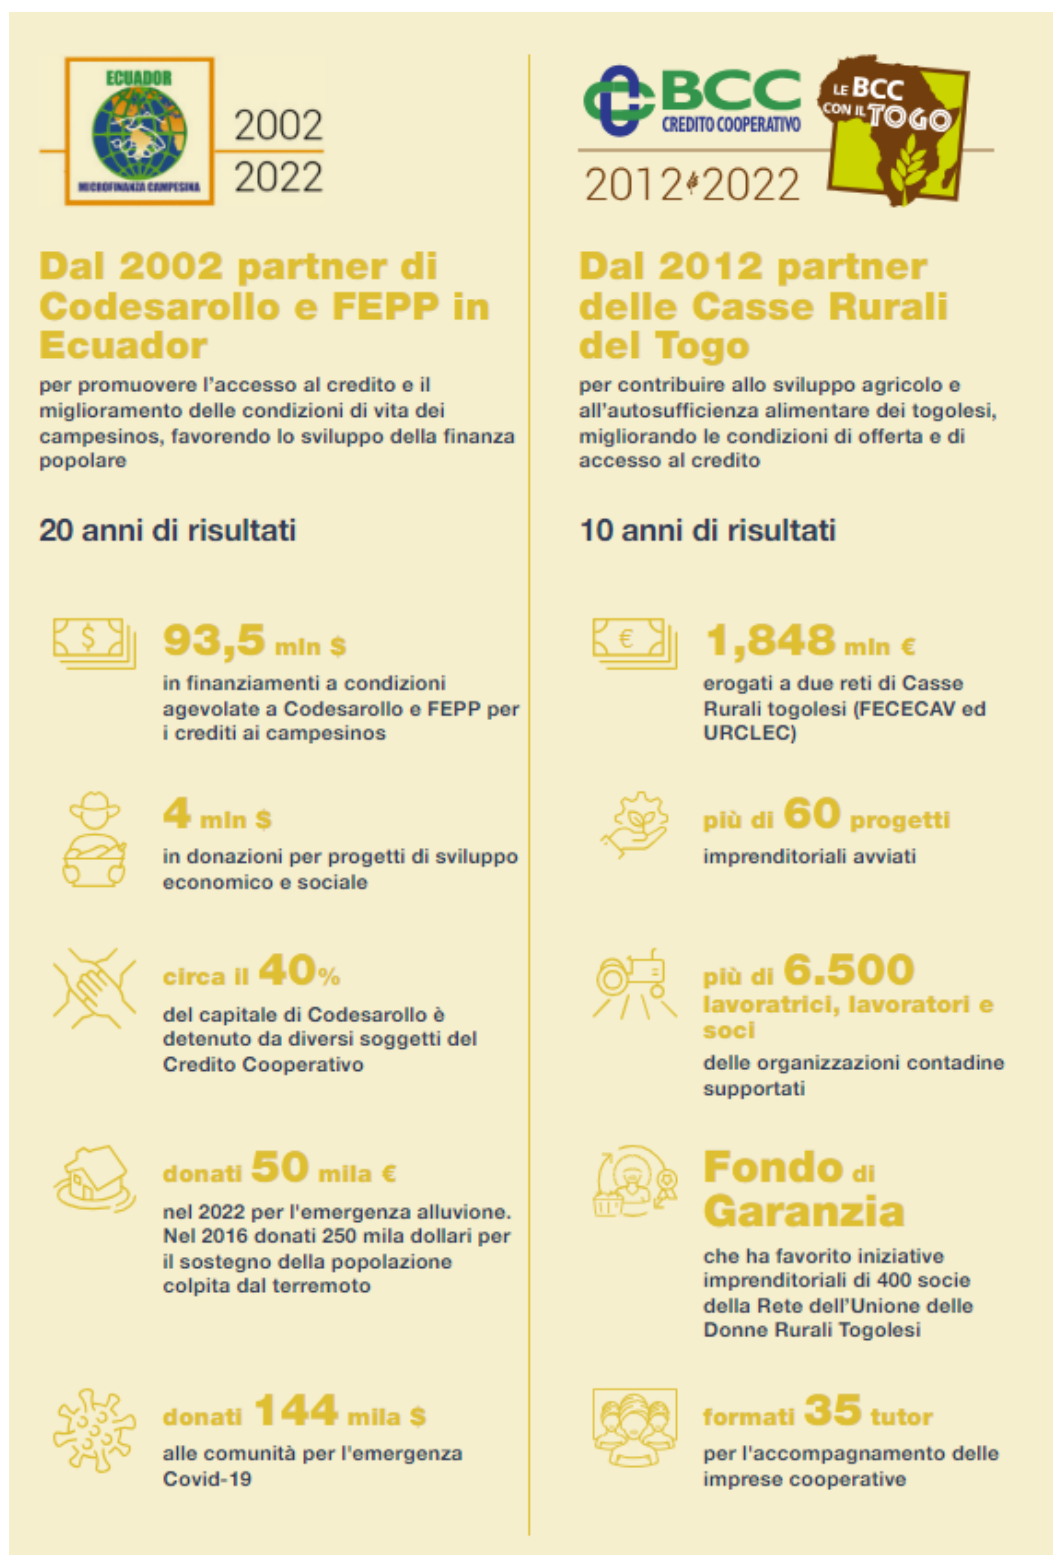 ECUADOR
MICROFINANZA CAMPESINA
2002
2022
Dal 2002 partner di
Codesarollo e FEPP in
Ecuador
per promuovere l'accesso al credito e il
miglioramento delle condizioni di vita dei
campesinos, favorendo lo sviluppo della finanza
popolare
20 anni di risultati
$
93,5 mln $
in finanziamenti a condizioni
agevolate a Codesarollo e FEPP per
i crediti ai campesinos
4 mln $
in donazioni per progetti di sviluppo
economico e sociale
circa il 40%
del capitale di Codesarollo è
detenuto da diversi soggetti del
Credito Cooperativo
donati 50 mila €
nel 2022 per l'emergenza alluvione.
Nel 2016 donati 250 mila dollari per
il sostegno della popolazione
colpita dal terremoto
donati 144 mila $
alle comunità per l'emergenza
Covid-19
BCC
CREDITO COOPERATIVO
LE BCC
CON IL TOGO
2012 2022
Dal 2012 partner
delle Casse Rurali
del Togo
per contribuire allo sviluppo agricolo e
all'autosufficienza alimentare dei togolesi,
migliorando le condizioni di offerta e di
accesso al credito
10 anni di risultati
€
1,848 mln €
erogati a due reti di Casse
Rurali togolesi (FECECAV ed
URCLEC)
più di 60 progetti
imprenditoriali avviati
più di 6.500
lavoratrici, lavoratori e
soci
delle organizzazioni contadine
supportati
Fondo di
Garanzia
che ha favorito iniziative
imprenditoriali di 400 socie
della Rete dell'Unione delle
Donne Rurali Togolesi
formati 35 tutor
per l'accompagnamento delle
imprese cooperative